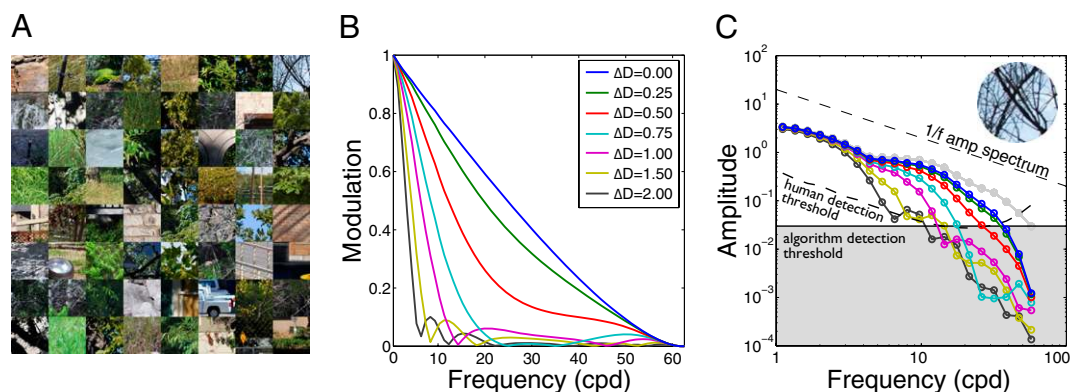 A
B
C
Modulation
1
0.8
0.6
0.4
0.2
0
0
20
40
60
Frequency (cpd)
ΔD=0.00
ΔD=0.25
ΔD=0.50
ΔD=0.75
ΔD=1.00
ΔD=1.50
ΔD=2.00
Amplitude
10^2
10^1
10^0
10^-1
10^-2
10^-3
10^-4
1
10
100
Frequency (cpd)
1/f amp spectrum
human detection
threshold
algorithm detection
threshold